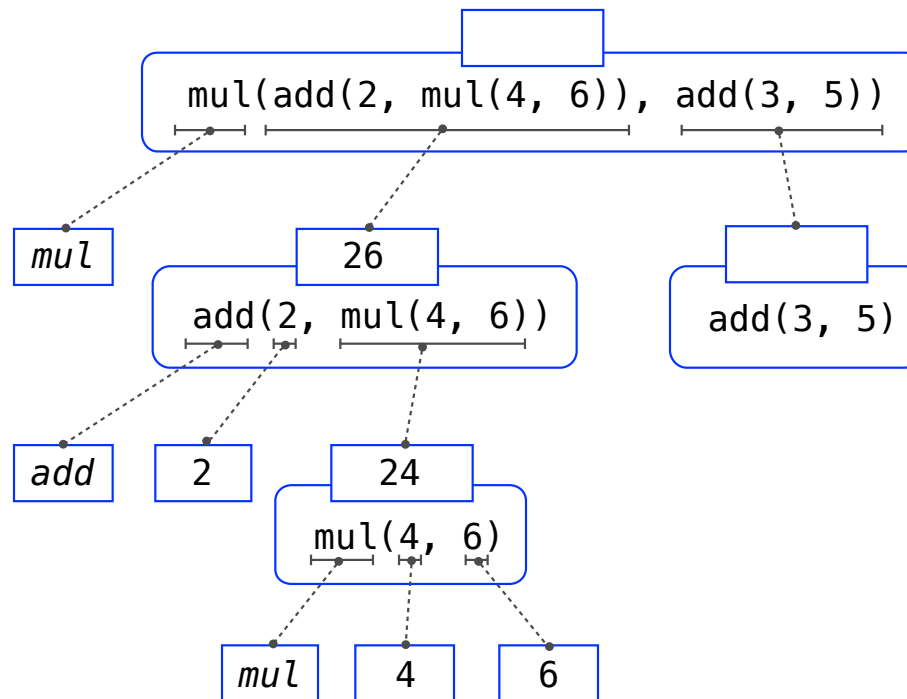 mul(add(2, mul(4, 6)), add(3, 5))
mul
26
add(2, mul(4, 6))
add(3, 5)
add
2
24
mul(4, 6)
mul
4
6